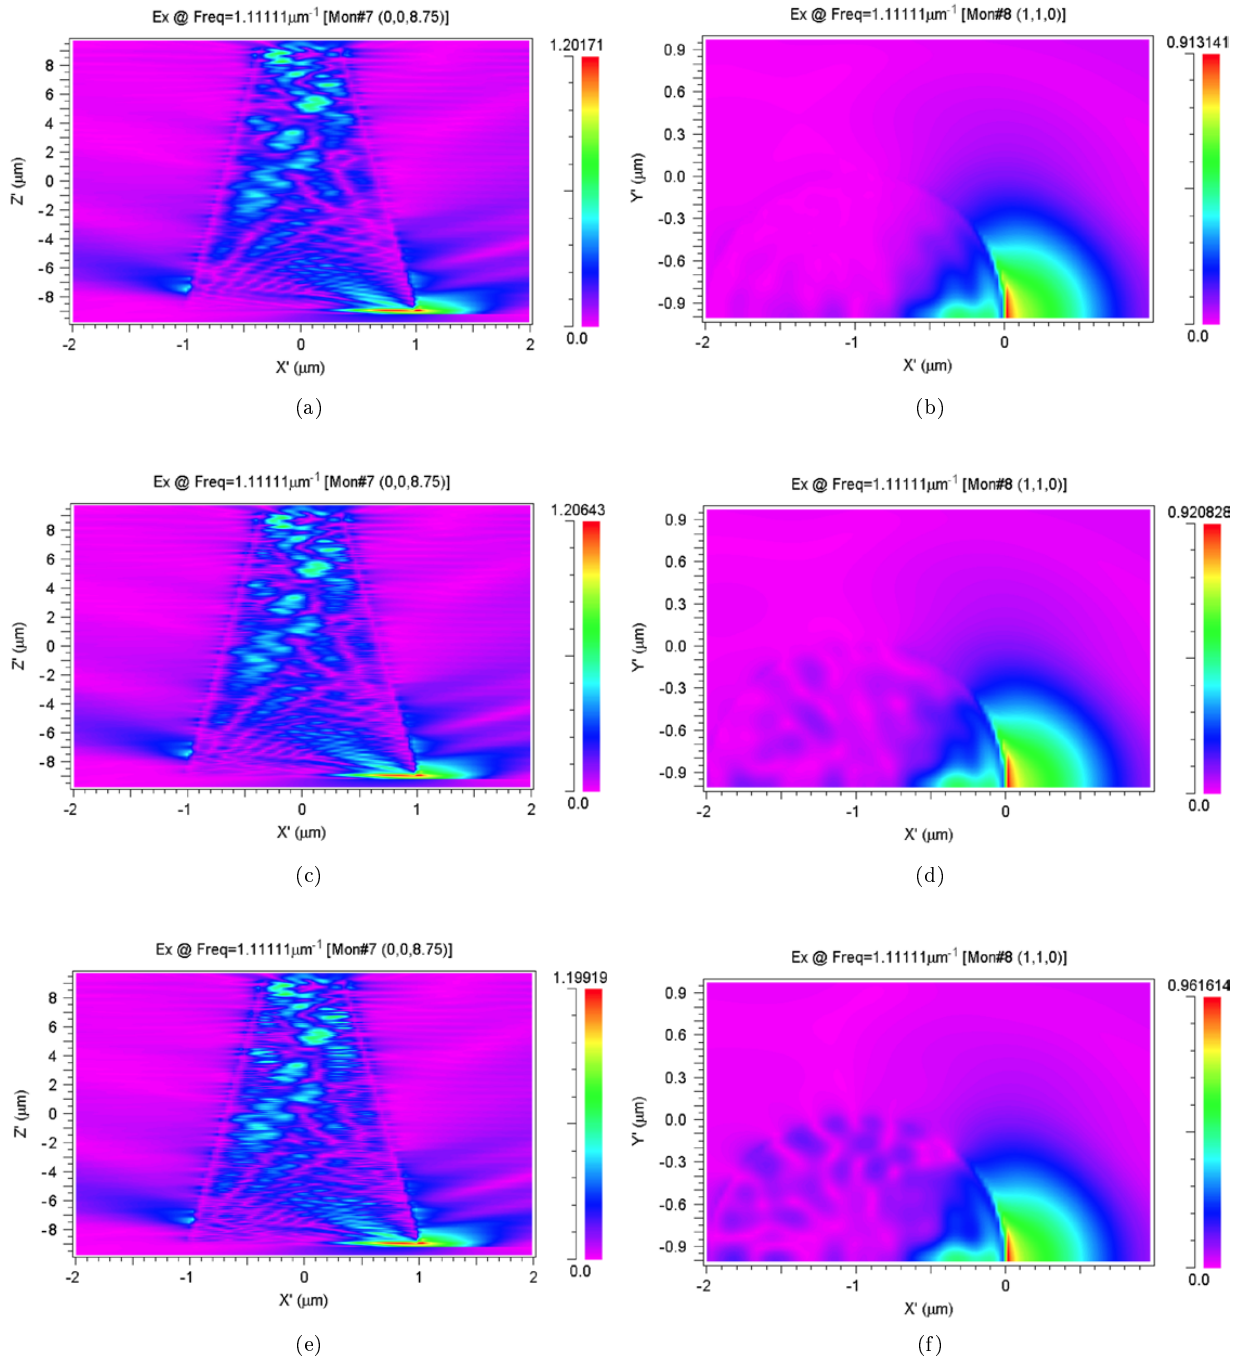 Ex @ Freq=1.11111μm⁻¹ [Mon#7 (0,0,8.75)]
1.20171
8
6
4
2
0
-2
-4
-6
-8
Z' (μm)
0.0
-2 -1 0 1 2
X' (μm)
(a)
Ex @ Freq=1.11111μm⁻¹ [Mon#8 (1,1,0)]
0.913141
0.9
0.6
0.3
0.0
-0.3
-0.6
-0.9
Y' (μm)
0.0
-2 -1 0
X' (μm)
(b)
Ex @ Freq=1.11111μm⁻¹ [Mon#7 (0,0,8.75)]
1.20643
8
6
4
2
0
-2
-4
-6
-8
Z' (μm)
0.0
-2 -1 0 1 2
X' (μm)
(c)
Ex @ Freq=1.11111μm⁻¹ [Mon#8 (1,1,0)]
0.920828
0.9
0.6
0.3
0.0
-0.3
-0.6
-0.9
Y' (μm)
0.0
-2 -1 0
X' (μm)
(d)
Ex @ Freq=1.11111μm⁻¹ [Mon#7 (0,0,8.75)]
1.19919
8
6
4
2
0
-2
-4
-6
-8
Z' (μm)
0.0
-2 -1 0 1 2
X' (μm)
(e)
Ex @ Freq=1.11111μm⁻¹ [Mon#8 (1,1,0)]
0.961614
0.9
0.6
0.3
0.0
-0.3
-0.6
-0.9
Y' (μm)
0.0
-2 -1 0
X' (μm)
(f)